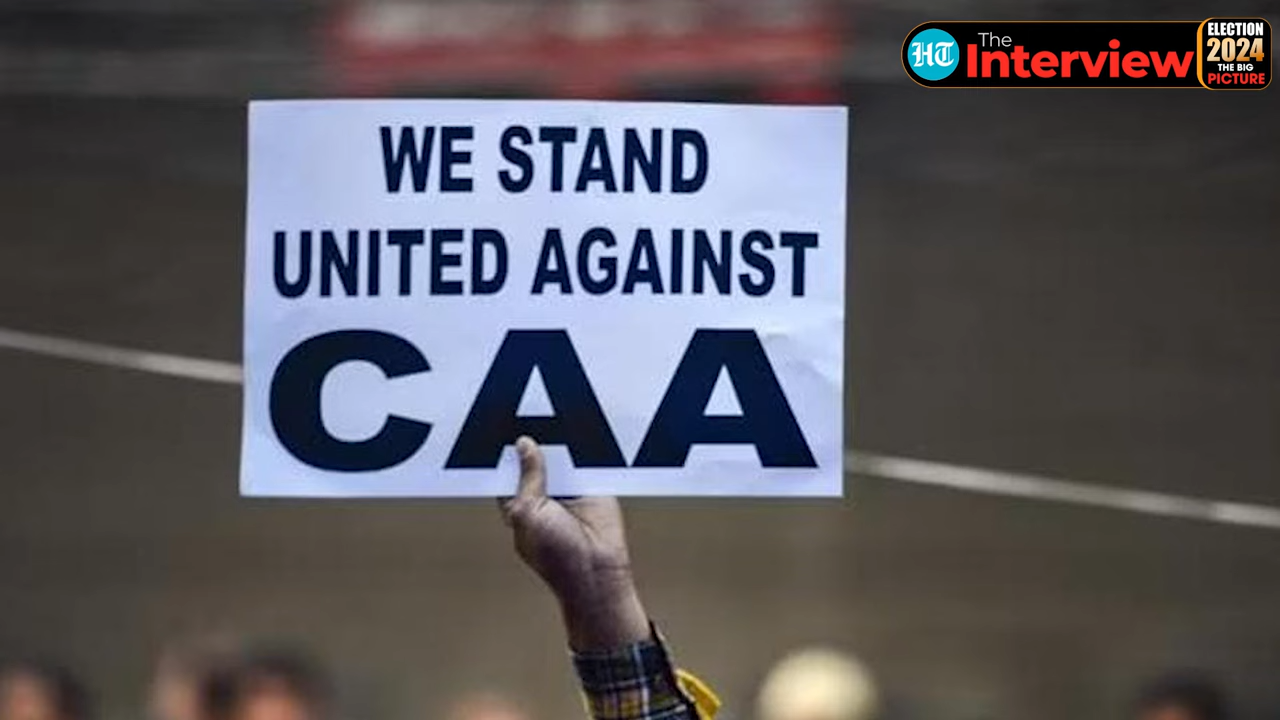 WE STAND
UNITED AGAINST
CAA
HT
The
Interview
ELECTION
2024
THE BIG
PICTURE